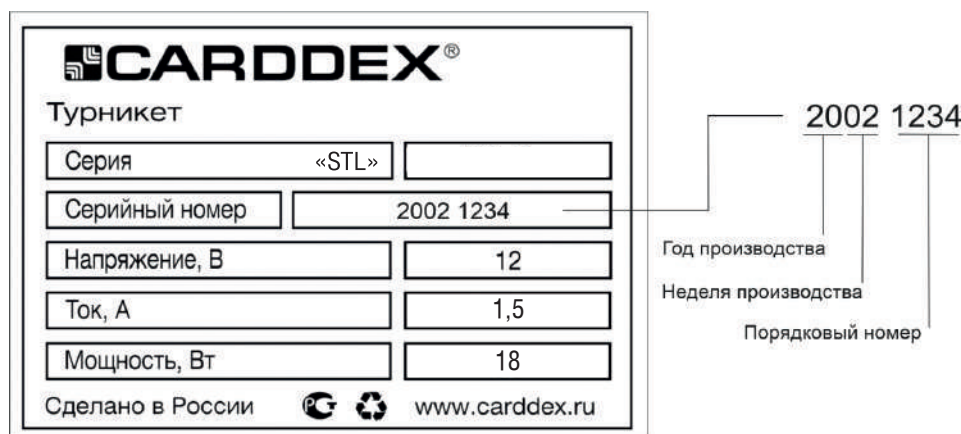 CARDDEX®
Турникет
Серия «STL»
Серийный номер 2002 1234
Напряжение, В 12
Ток, А 1,5
Мощность, Вт 18
Сделано в России РСТ www.carddex.ru
2002 1234
Год производства
Неделя производства
Порядковый номер